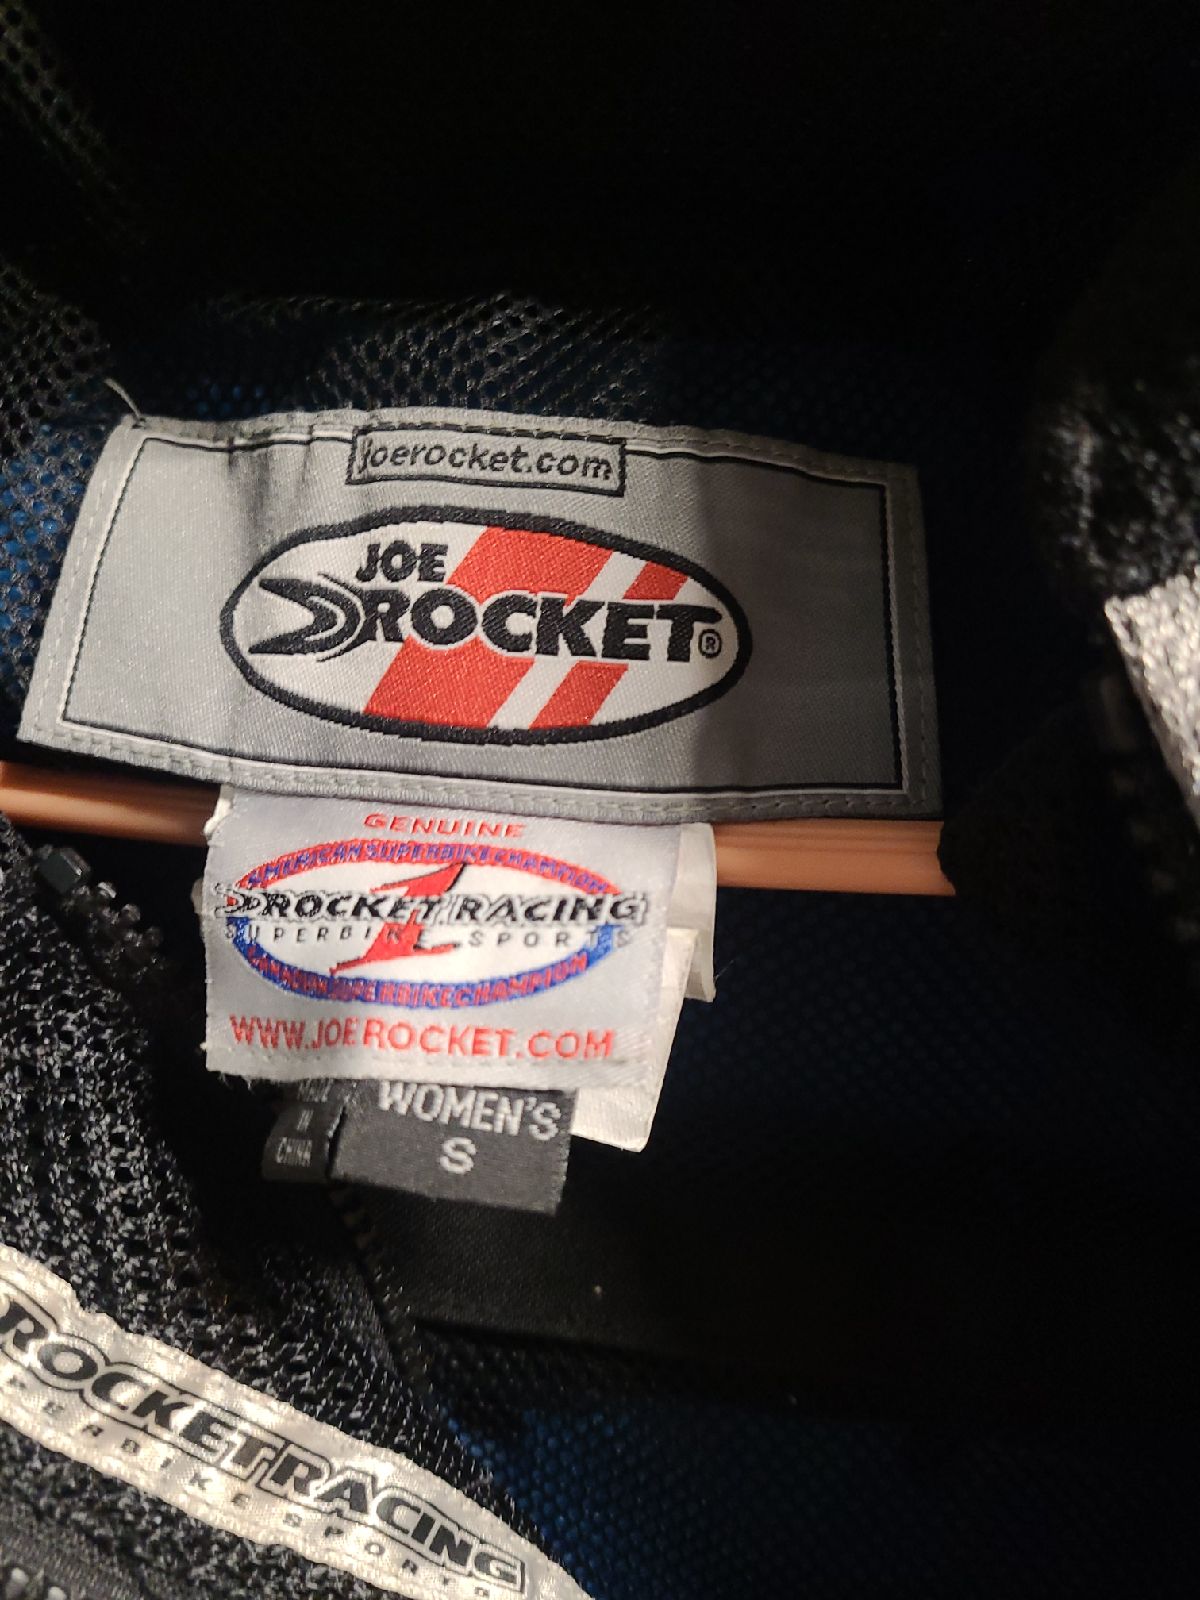 joerocket.com
JOE
ROCKET®
GENUINE
AMERICAN SUPERBIKE CHAMPION
1
ROCKET RACING
SUPERBIKE SPORTS
CANADIAN SUPERBIKE CHAMPION
WWW.JOEROCKET.COM
WOMEN'S
S
ROCKET RACING